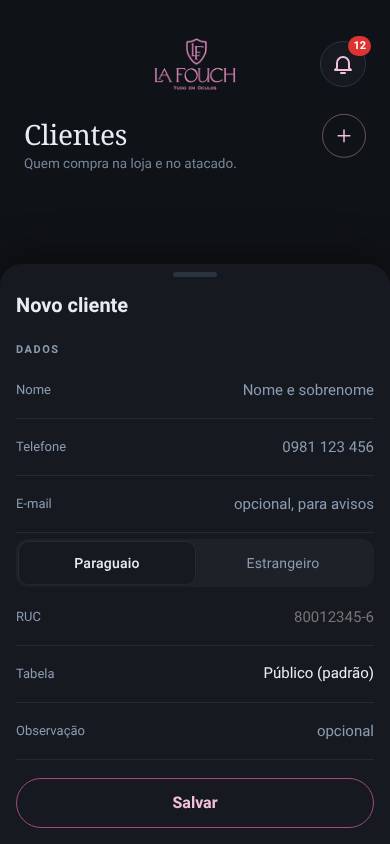 LF
LA FOUCH
Tudo em Óculos
12
Clientes
+
Quem compra na loja e no atacado.
Novo cliente
DADOS
Nome Nome e sobrenome
Telefone 0981 123 456
E-mail opcional, para avisos
Paraguaio Estrangeiro
RUC 80012345-6
Tabela Público (padrão)
Observação opcional
Salvar